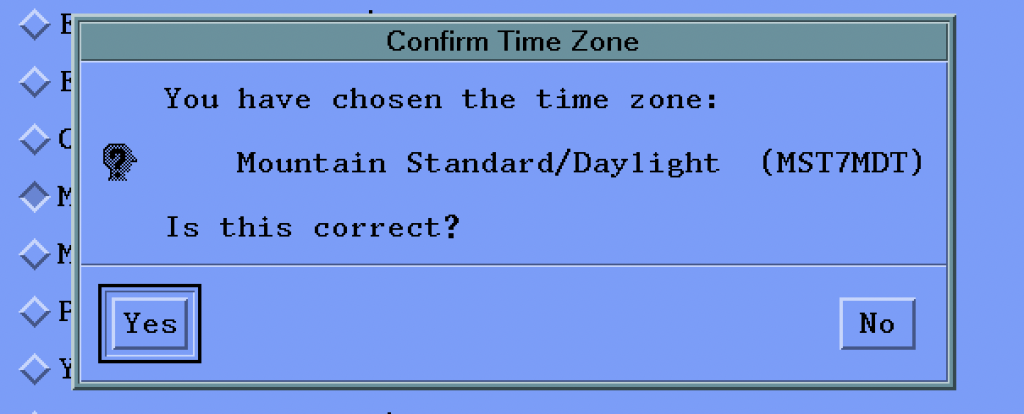 Confirm Time Zone
You have chosen the time zone:
Mountain Standard/Daylight (MST7MDT)
Is this correct?
Yes
No